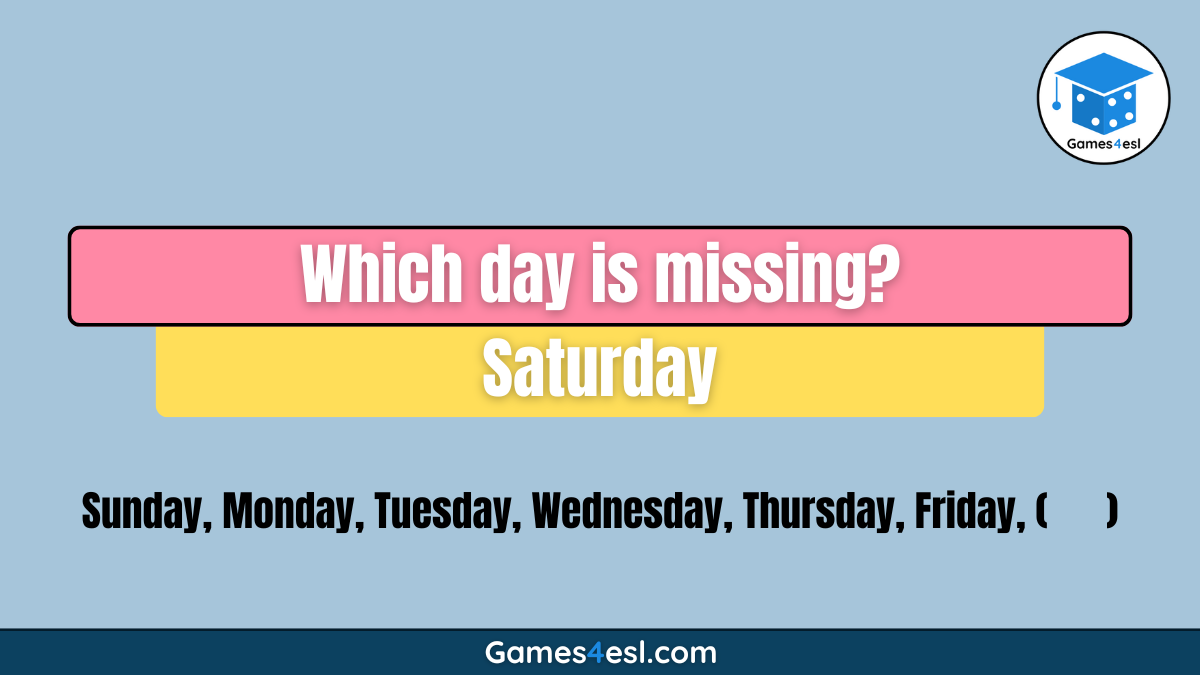 Games4esl
Which day is missing?
Saturday
Sunday, Monday, Tuesday, Wednesday, Thursday, Friday, (      )
Games4esl.com